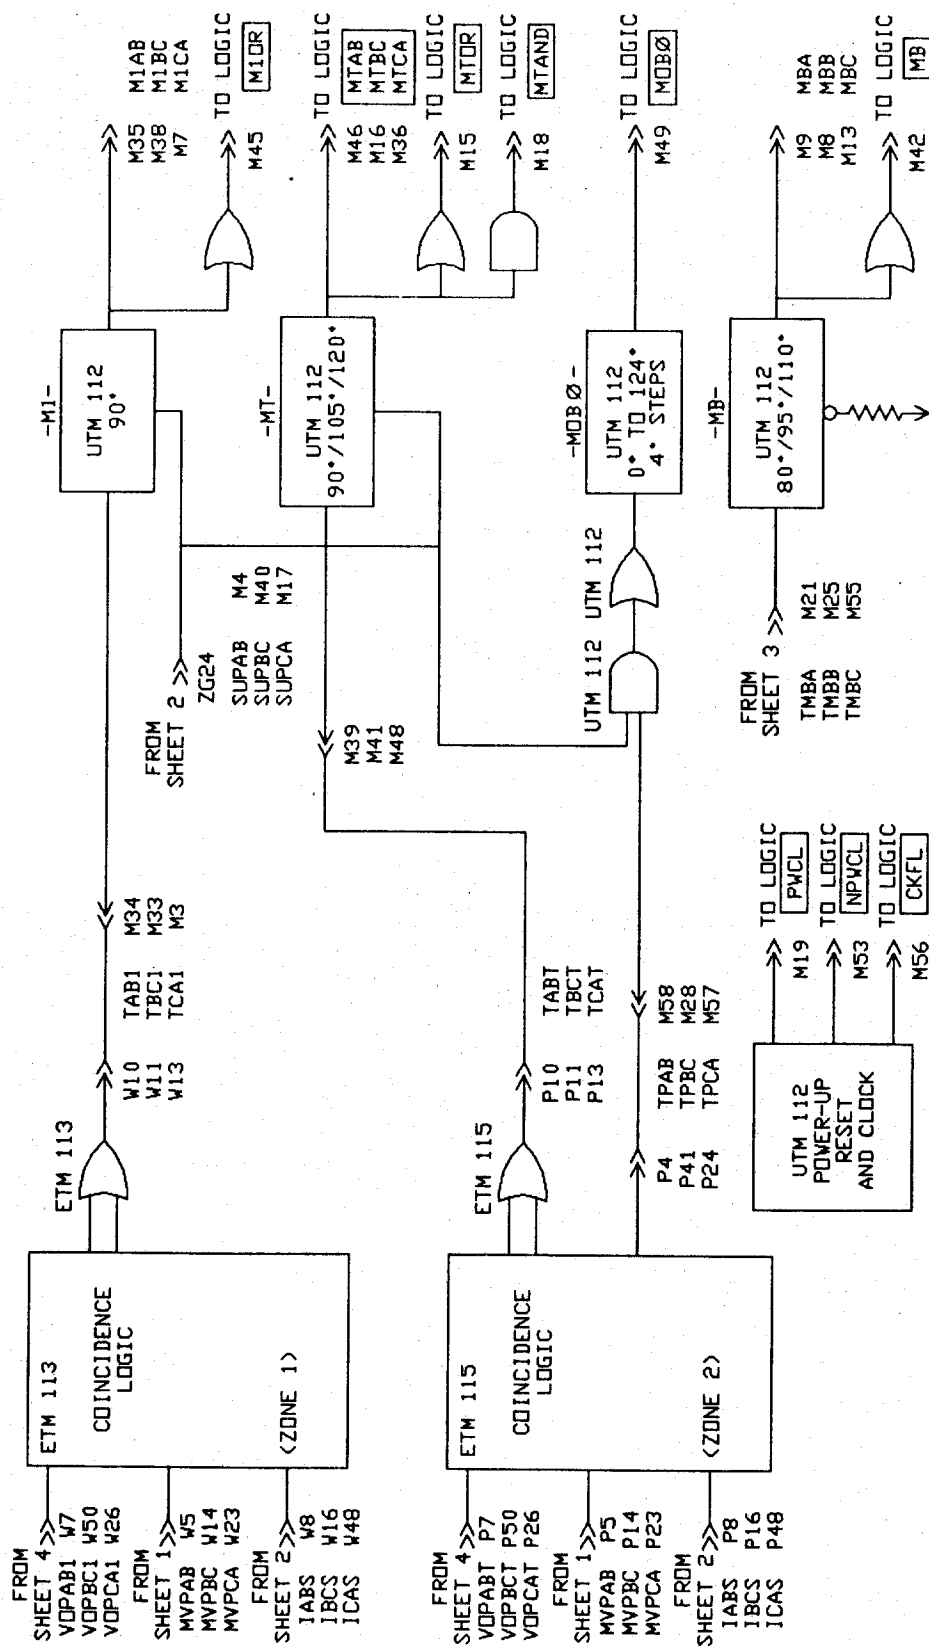 FROM
SHEET 4
VOPAB1 W7
VOPBC1 W50
VOPCA1 W26
FROM
SHEET 1
MVPAB W5
MVPBC W14
MVPCA W23
FROM
SHEET 2
IABS W8
IBCS W16
ICAS W48
ETM 113
COINCIDENCE
LOGIC
<ZONE 1>
ETM 113
W10 TAB1 M34
W11 TBC1 M33
W13 TCA1 M3
FROM
SHEET 2
ZG24
SUPAB M4
SUPBC M40
SUPCA M17
-M1-
UTM 112
90°
M35 M1AB
M38 M1BC
M7 M1CA
TO LOGIC
M1OR
M45
FROM
SHEET 4
VOPABT P7
VOPBCT P50
VOPCAT P26
FROM
SHEET 1
MVPAB P5
MVPBC P14
MVPCA P23
FROM
SHEET 2
IABS P8
IBCS P16
ICAS P48
ETM 115
COINCIDENCE
LOGIC
<ZONE 2>
ETM 115
P10 TABT
P11 TBCT
P13 TCAT
M39
M41
M48
-MT-
UTM 112
90°/105°/120°
TO LOGIC
M46 MTAB
M16 MTBC
M36 MTCA
TO LOGIC
MTOR
M15
TO LOGIC
MTAND
M18
P4 TPAB M58
P41 TPBC M28
P24 TPCA M57
UTM 112
UTM 112
-MOBØ-
UTM 112
0° TO 124°
4° STEPS
TO LOGIC
MOBØ
M49
UTM 112
POWER-UP
RESET
AND CLOCK
TO LOGIC
PWCL
M19
TO LOGIC
NPWCL
M53
TO LOGIC
CKFL
M56
FROM
SHEET 3
TMBA M21
TMBB M25
TMBC M55
-MB-
UTM 112
80°/95°/110°
M9 MBA
M8 MBB
M13 MBC
TO LOGIC
MB
M42